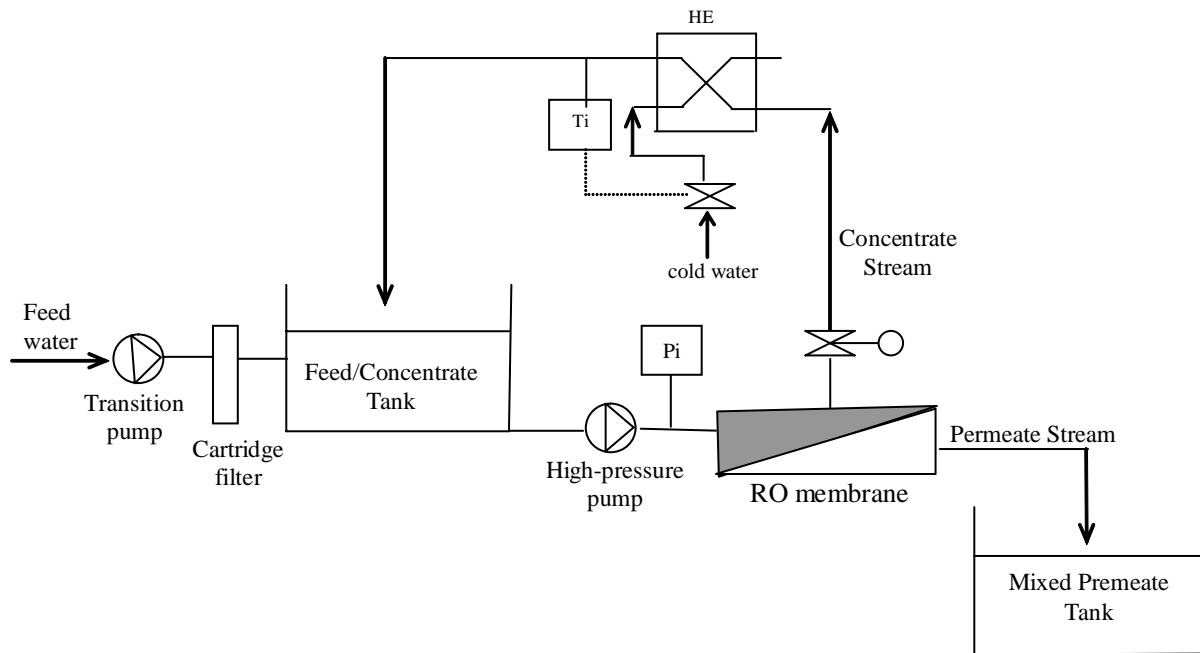 HE
Ti
cold water
Concentrate
Stream
Feed
water
Transition
pump
Cartridge
filter
Feed/Concentrate
Tank
Pi
High-pressure
pump
RO membrane
Permeate Stream
Mixed Premeate
Tank